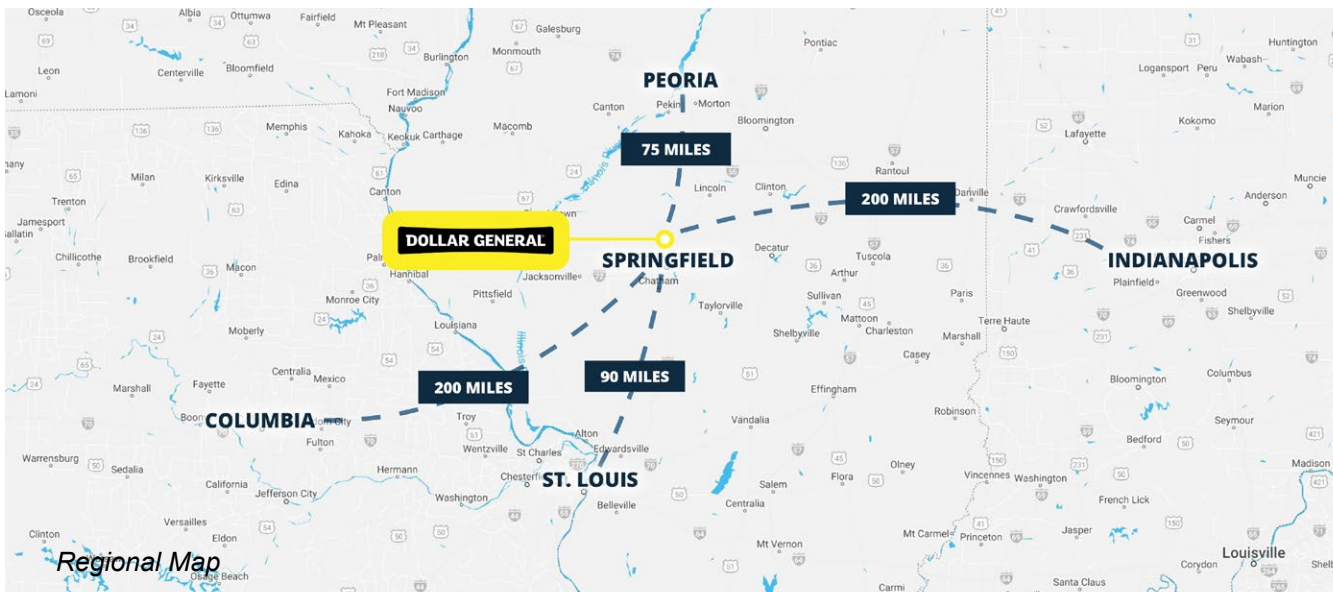 Osceola
Albia
Ottumwa
Fairfield
Mt Pleasant
Galesburg
Monmouth
Burlington
Pontiac
Huntington
Wabash
Logansport
Peru
Leon
Centerville
Bloomfield
Lamoni
Fort Madison
Nauvoo
PEORIA
Canton
Pekin
Morton
Marion
Bloomington
Kokomo
Memphis
Kahoka
Keokuk
Carthage
Macomb
Lafayette
75 MILES
Rantoul
Milan
Kirksville
Edina
Canton
Lincoln
Clinton
Danville
Muncie
Anderson
Trenton
200 MILES
Crawfordsville
Jamesport
Gallatin
Carmel
Fishers
DOLLAR GENERAL
Chillicothe
Brookfield
Macon
Hannibal
Jacksonville
SPRINGFIELD
Chatham
Decatur
Tuscola
Arthur
INDIANAPOLIS
Plainfield
Greenwood
Monroe City
Pittsfield
Taylorville
Sullivan
Paris
Shelbyville
Moberly
Louisiana
Illinois
Mattoon
Charleston
Shelbyville
Marshall
Terre Haute
Casey
Centralia
Mexico
Marshall
Fayette
200 MILES
90 MILES
Effingham
Bloomington
Columbus
COLUMBIA
Fulton
Troy
Alton
Vandalia
Robinson
Seymour
Warrensburg
Sedalia
Hermann
Wentzville
St Charles
Edwardsville
Bedford
California
Jefferson City
Washington
ST. LOUIS
Belleville
Salem
Flora
Olney
Vincennes
Washington
Madison
Centralia
French Lick
Versailles
Clinton
Eldon
Mt Vernon
Mt Carmel
Princeton
Jasper
Louisville
Regional Map
Osage Beach
Carmi
Santa Claus
Corydon